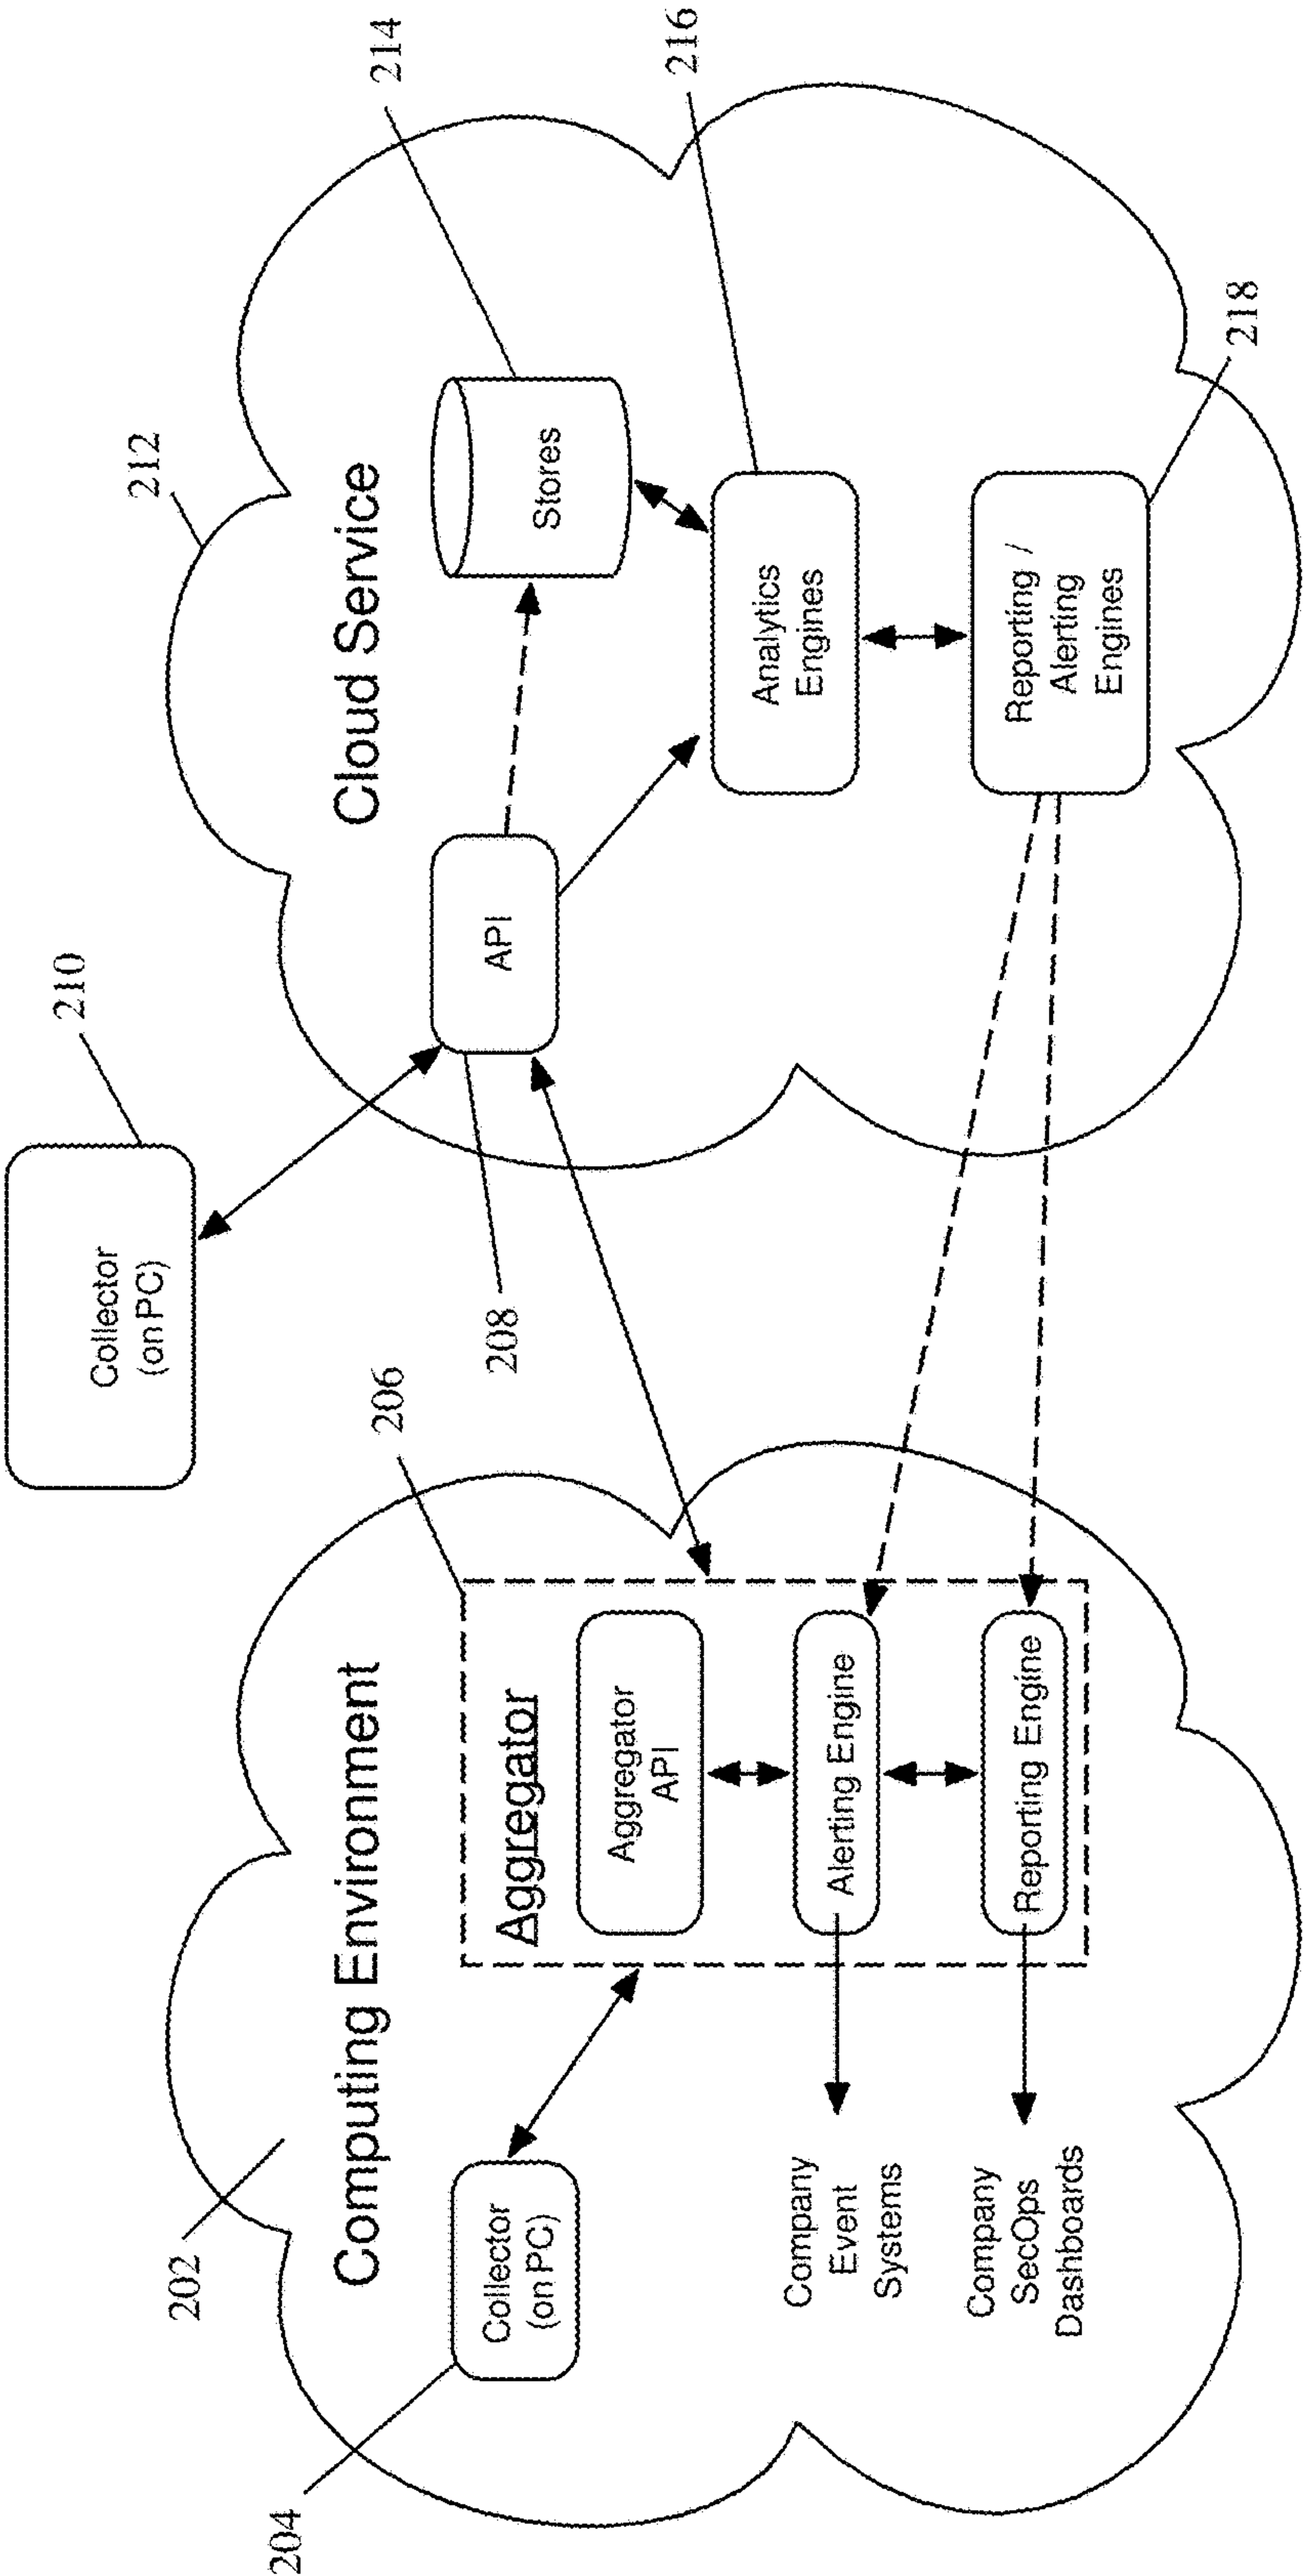 210
Collector
(on PC)
212
Cloud Service
214
API
208
Stores
216
Analytics
Engines
Reporting /
Alerting
Engines
218
202
Computing Environment
206
204
Collector
(on PC)
Aggregator
Aggregator
API
Alerting Engine
Reporting Engine
Company
Event
Systems
Company
SecOps
Dashboards